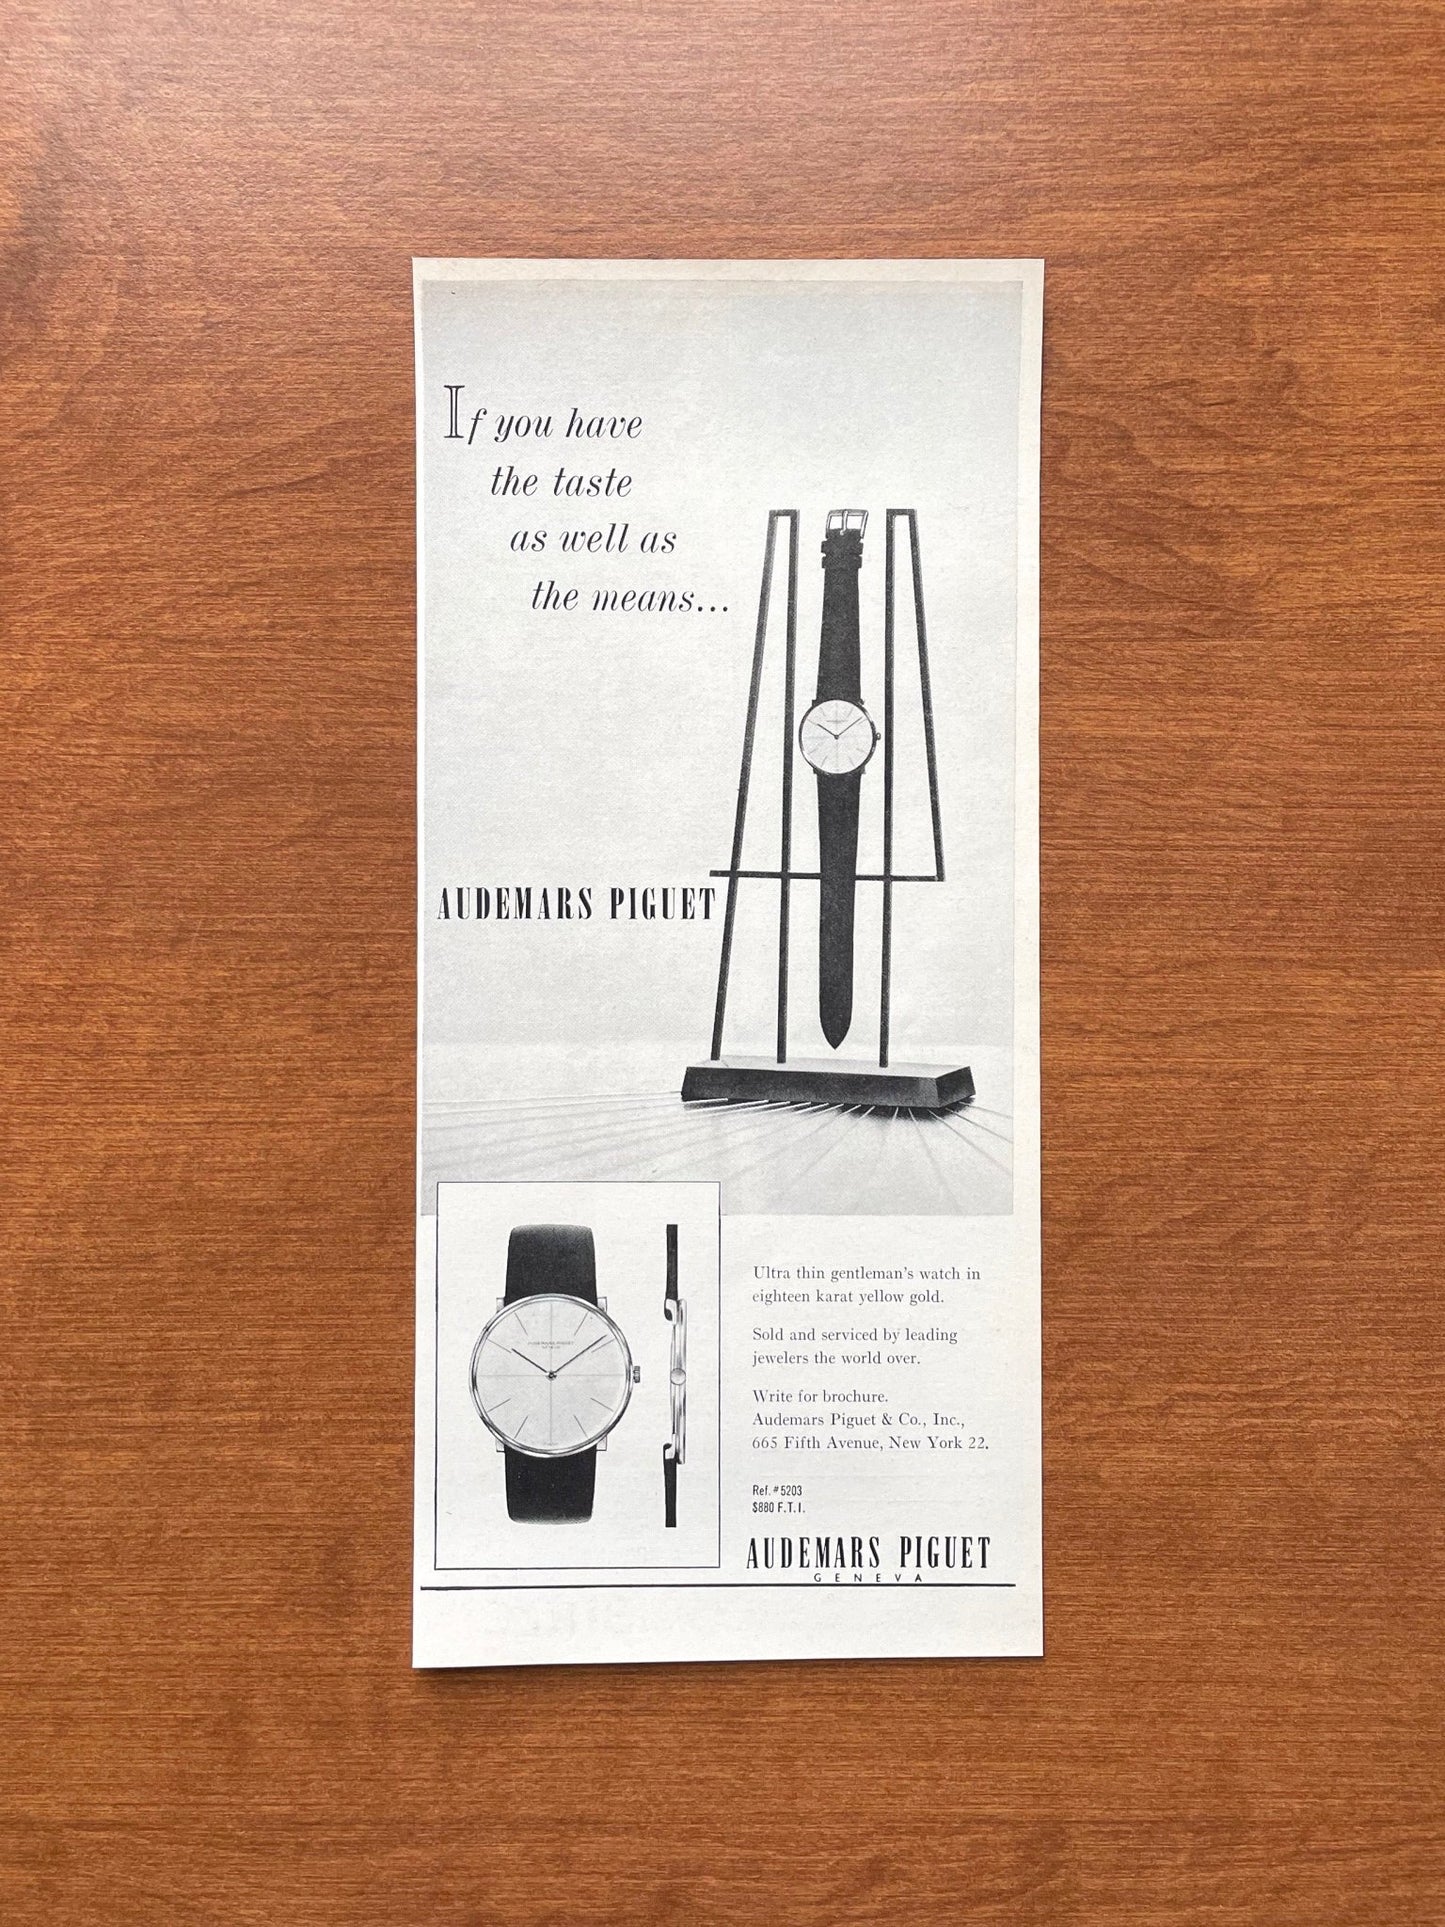 If you have
the taste
as well as
the means...
AUDEMARS PIGUET
AUDEMARS PIGUET
Ultra thin gentleman's watch in
eighteen karat yellow gold.
Sold and serviced by leading
jewelers the world over.
Write for brochure.
Audemars Piguet & Co., Inc.,
665 Fifth Avenue, New York 22.
Ref. #5203
$880 F.T.I.
AUDEMARS PIGUET
GENEVA